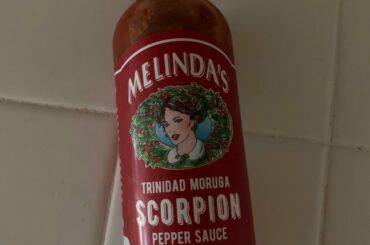 MELINDA'S
TRINIDAD MORUGA
SCORPION
PEPPER SAUCE